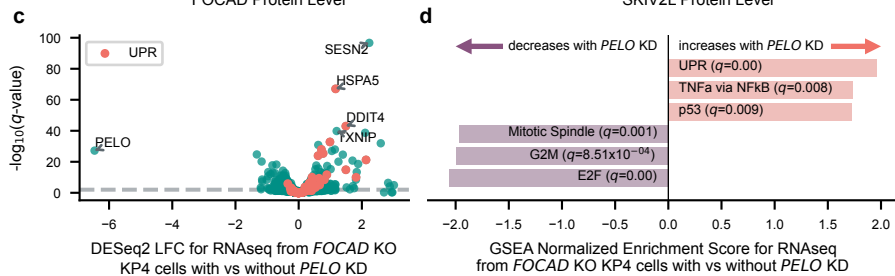 FOCAD Protein Level
SKIV2L Protein Level
c
100
80
60
40
20
0
-log₁₀(q-value)
UPR
SESN2
HSPA5
DDIT4
TXNIP
PELO
−6
−4
−2
0
2
DESeq2 LFC for RNAseq from FOCAD KO
KP4 cells with vs without PELO KD
d
decreases with PELO KD
increases with PELO KD
UPR (q=0.00)
TNFa via NFkB (q=0.008)
p53 (q=0.009)
Mitotic Spindle (q=0.001)
G2M (q=8.51x10⁻⁰⁴)
E2F (q=0.00)
−2.0
−1.5
−1.0
−0.5
0.0
0.5
1.0
1.5
2.0
GSEA Normalized Enrichment Score for RNAseq
from FOCAD KO KP4 cells with vs without PELO KD